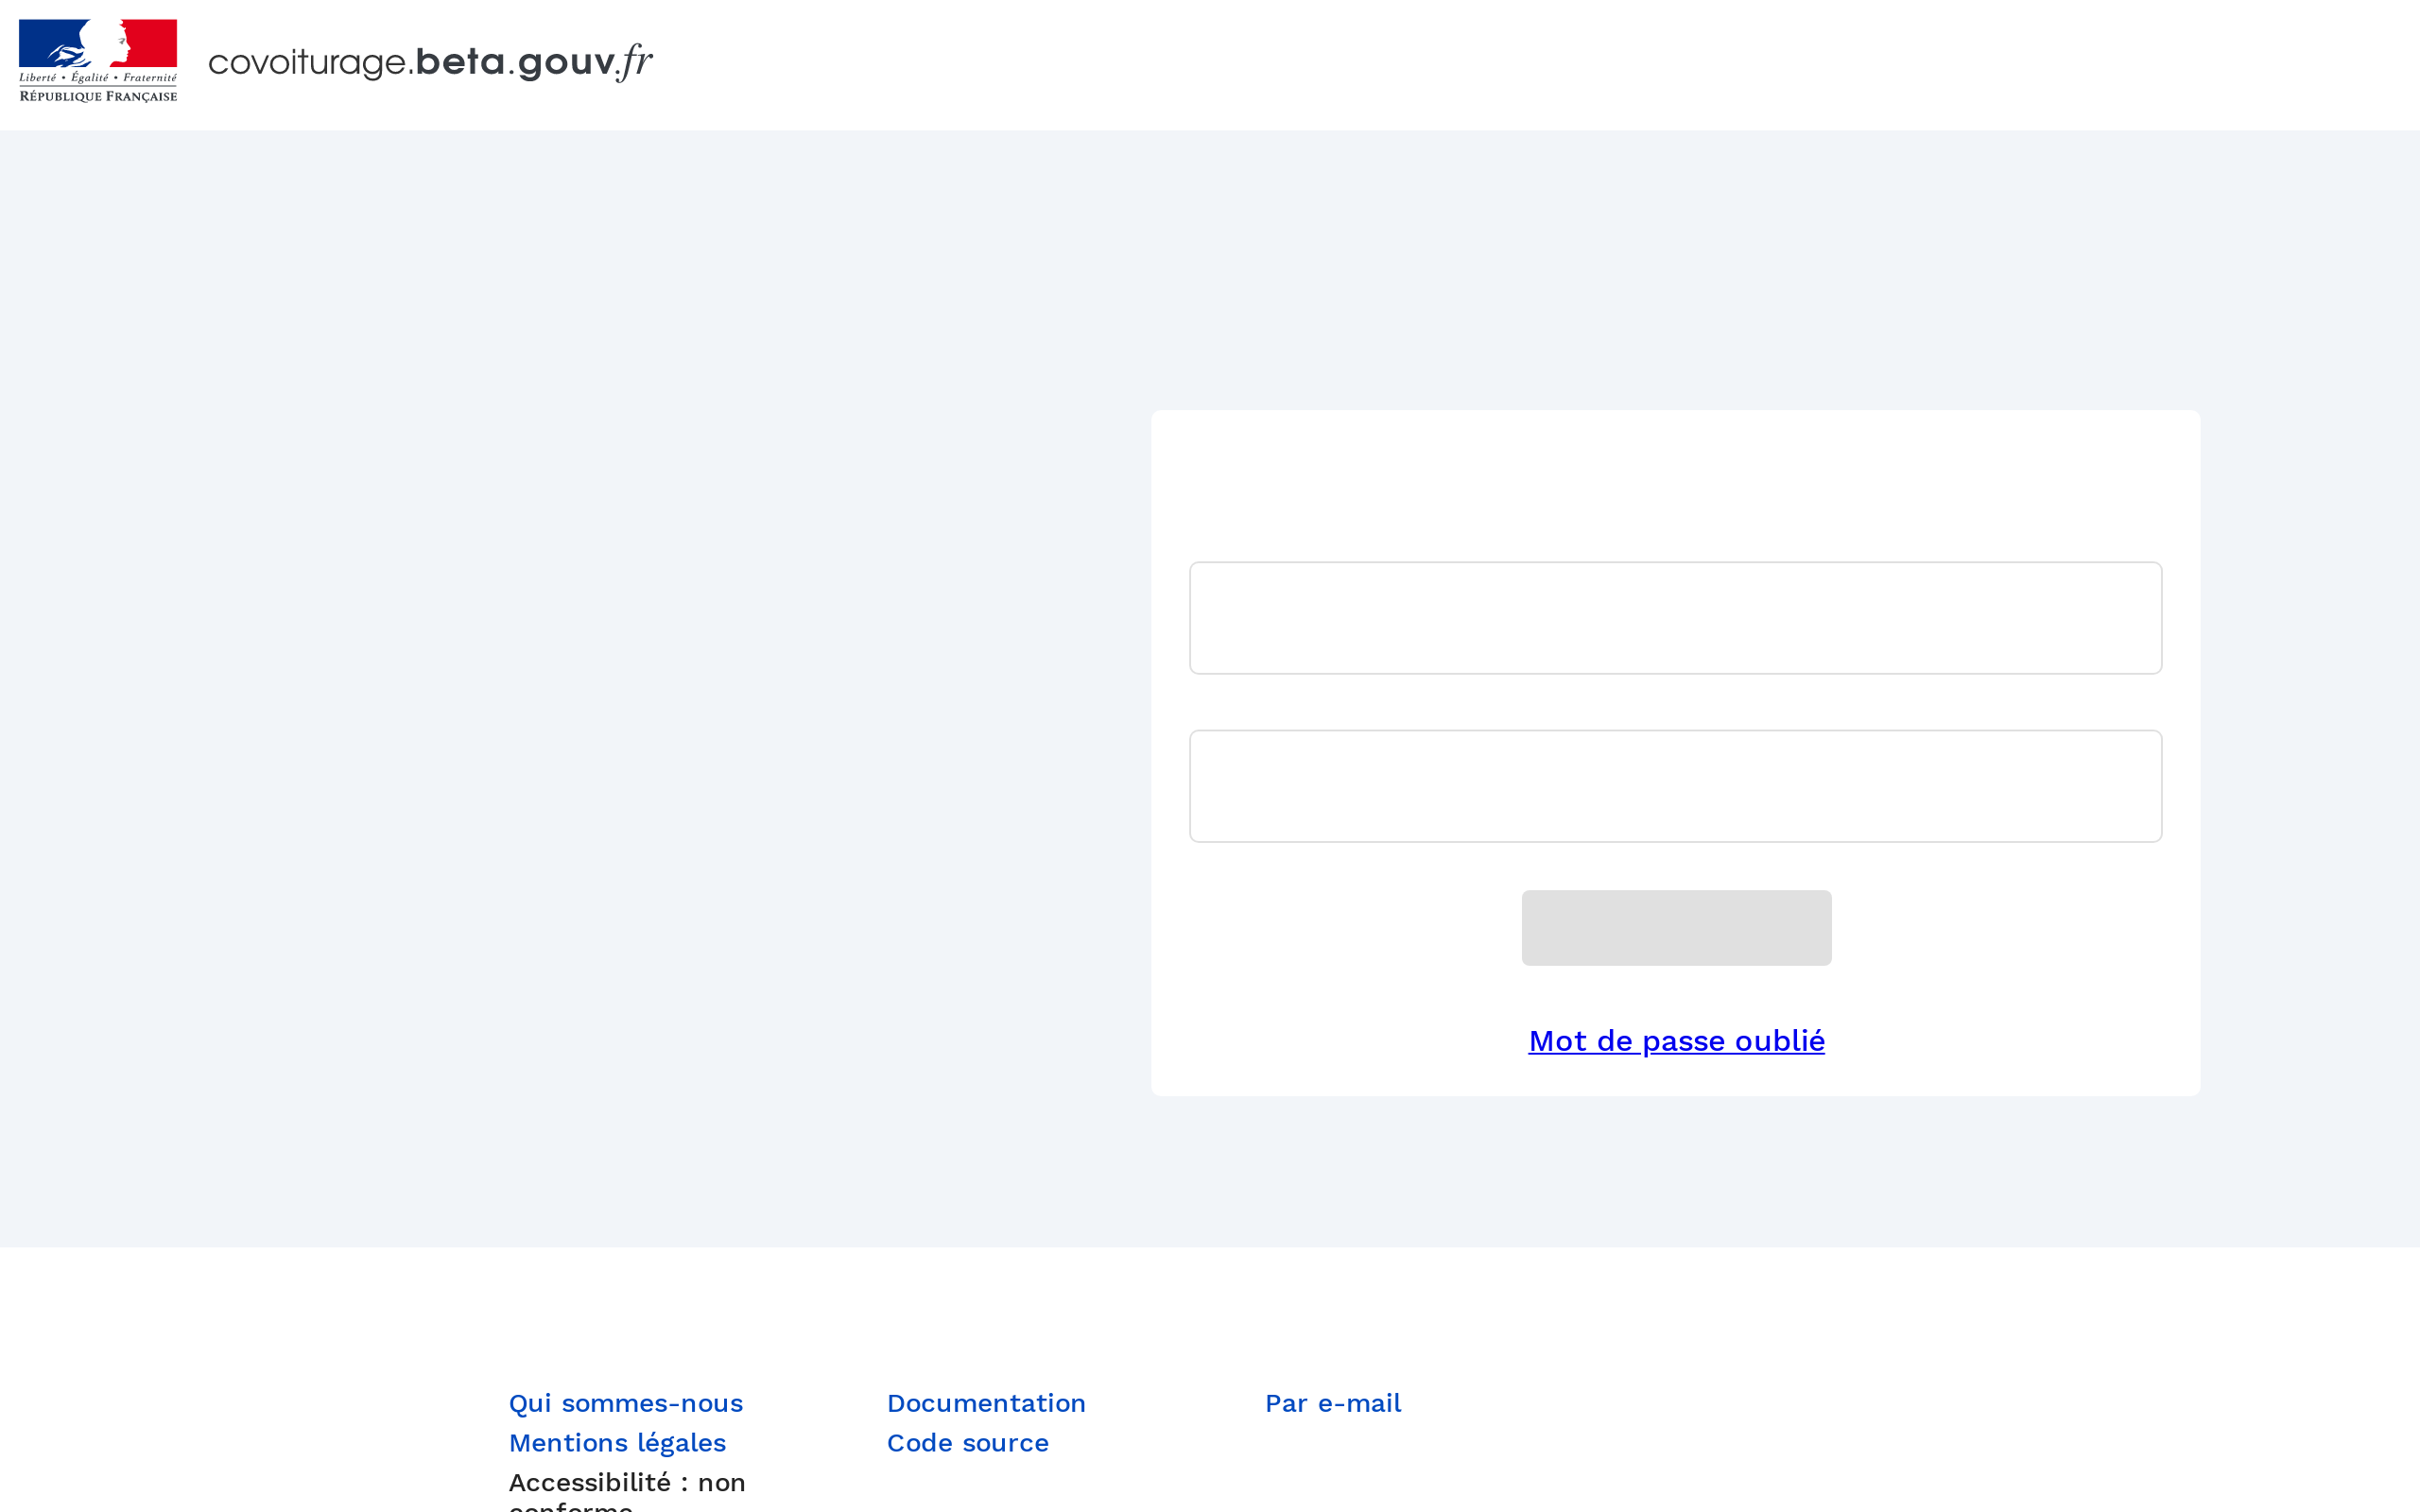 Liberté • Égalité • Fraternité
RÉPUBLIQUE FRANÇAISE
covoiturage.beta.gouv.fr
Mot de passe oublié
Qui sommes-nous
Mentions légales
Accessibilité : non
conforme
Documentation
Code source
Par e-mail